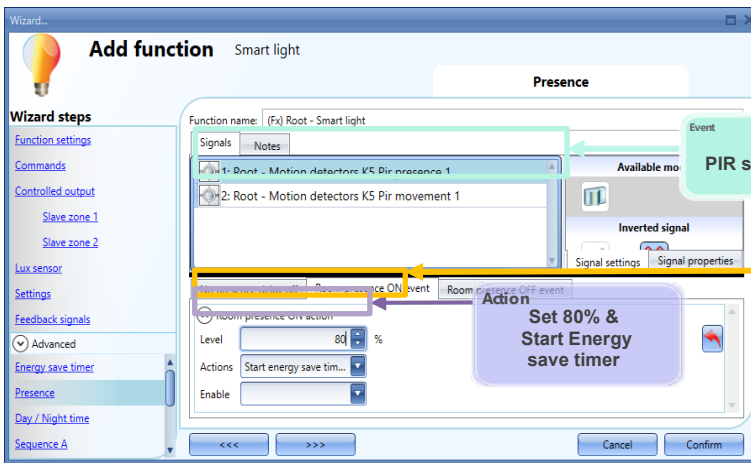 Wizard...
Add function Smart light
Presence
Wizard steps
Function settings
Commands
Controlled output
Slave zone 1
Slave zone 2
Lux sensor
Settings
Feedback signals
Advanced
Energy save timer
Presence
Day / Night time
Sequence A
Function name: (Fx) Root - Smart light
Signals Notes
1: Root - Motion detectors K5 Pir presence 1
2: Root - Motion detectors K5 Pir movement 1
Event
PIR s
Available mo
Inverted signal
Signal settings Signal properties
Room presence ON event Room presence OFF event
Action
Set 80% &
Start Energy
save timer
Room presence ON action
Level 80 %
Actions Start energy save tim...
Enable
<<< >>> Cancel Confirm